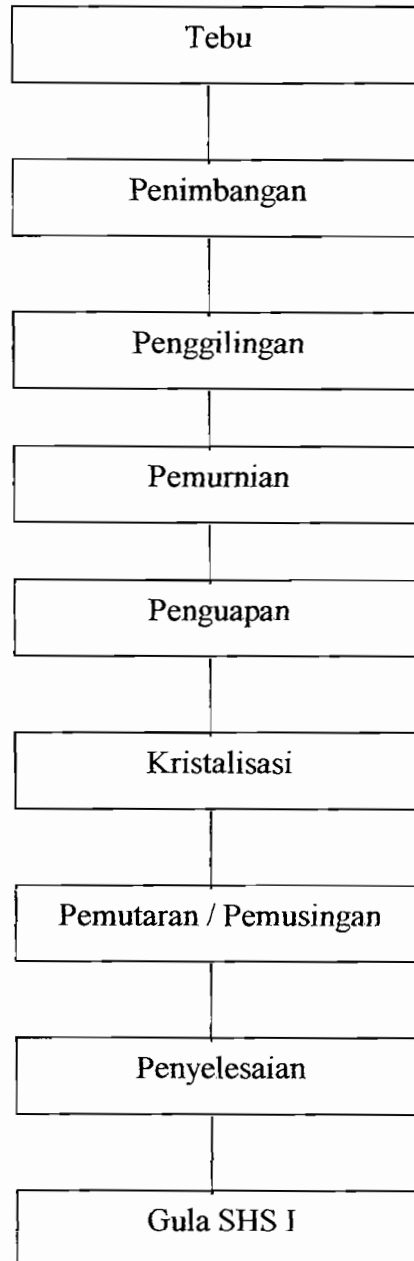 Tebu
Penimbangan
Penggilingan
Pemurnian
Penguapan
Kristalisasi
Pemutaran / Pemusingan
Penyelesaian
Gula SHS I